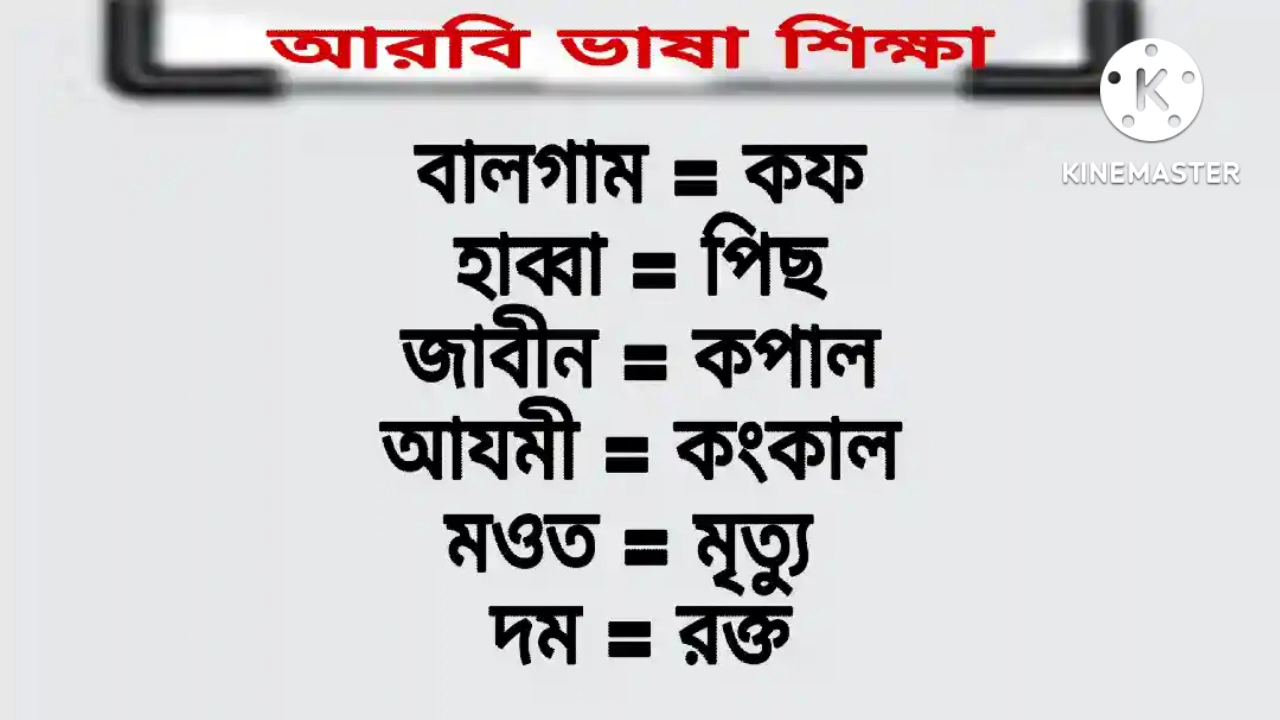 আরবি ভাষা শিক্ষা
KINEMASTER
বালগাম = কফ
হাব্বা = পিছ
জাবীন = কপাল
আযমী = কংকাল
মওত = মৃত্যু
দম = রক্ত